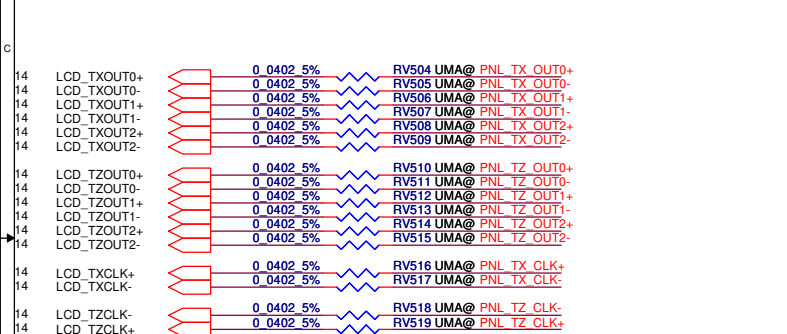 C
14 LCD_TXOUT0+ 0_0402_5% RV504 UMA@ PNL_TX_OUT0+
14 LCD_TXOUT0- 0_0402_5% RV505 UMA@ PNL_TX_OUT0-
14 LCD_TXOUT1+ 0_0402_5% RV506 UMA@ PNL_TX_OUT1+
14 LCD_TXOUT1- 0_0402_5% RV507 UMA@ PNL_TX_OUT1-
14 LCD_TXOUT2+ 0_0402_5% RV508 UMA@ PNL_TX_OUT2+
14 LCD_TXOUT2- 0_0402_5% RV509 UMA@ PNL_TX_OUT2-
14 LCD_TZOUT0+ 0_0402_5% RV510 UMA@ PNL_TZ_OUT0+
14 LCD_TZOUT0- 0_0402_5% RV511 UMA@ PNL_TZ_OUT0-
14 LCD_TZOUT1+ 0_0402_5% RV512 UMA@ PNL_TZ_OUT1+
14 LCD_TZOUT1- 0_0402_5% RV513 UMA@ PNL_TZ_OUT1-
14 LCD_TZOUT2+ 0_0402_5% RV514 UMA@ PNL_TZ_OUT2+
14 LCD_TZOUT2- 0_0402_5% RV515 UMA@ PNL_TZ_OUT2-
14 LCD_TXCLK+ 0_0402_5% RV516 UMA@ PNL_TX_CLK+
14 LCD_TXCLK- 0_0402_5% RV517 UMA@ PNL_TX_CLK-
14 LCD_TZCLK- 0_0402_5% RV518 UMA@ PNL_TZ_CLK-
14 LCD_TZCLK+ 0_0402_5% RV519 UMA@ PNL_TZ_CLK+